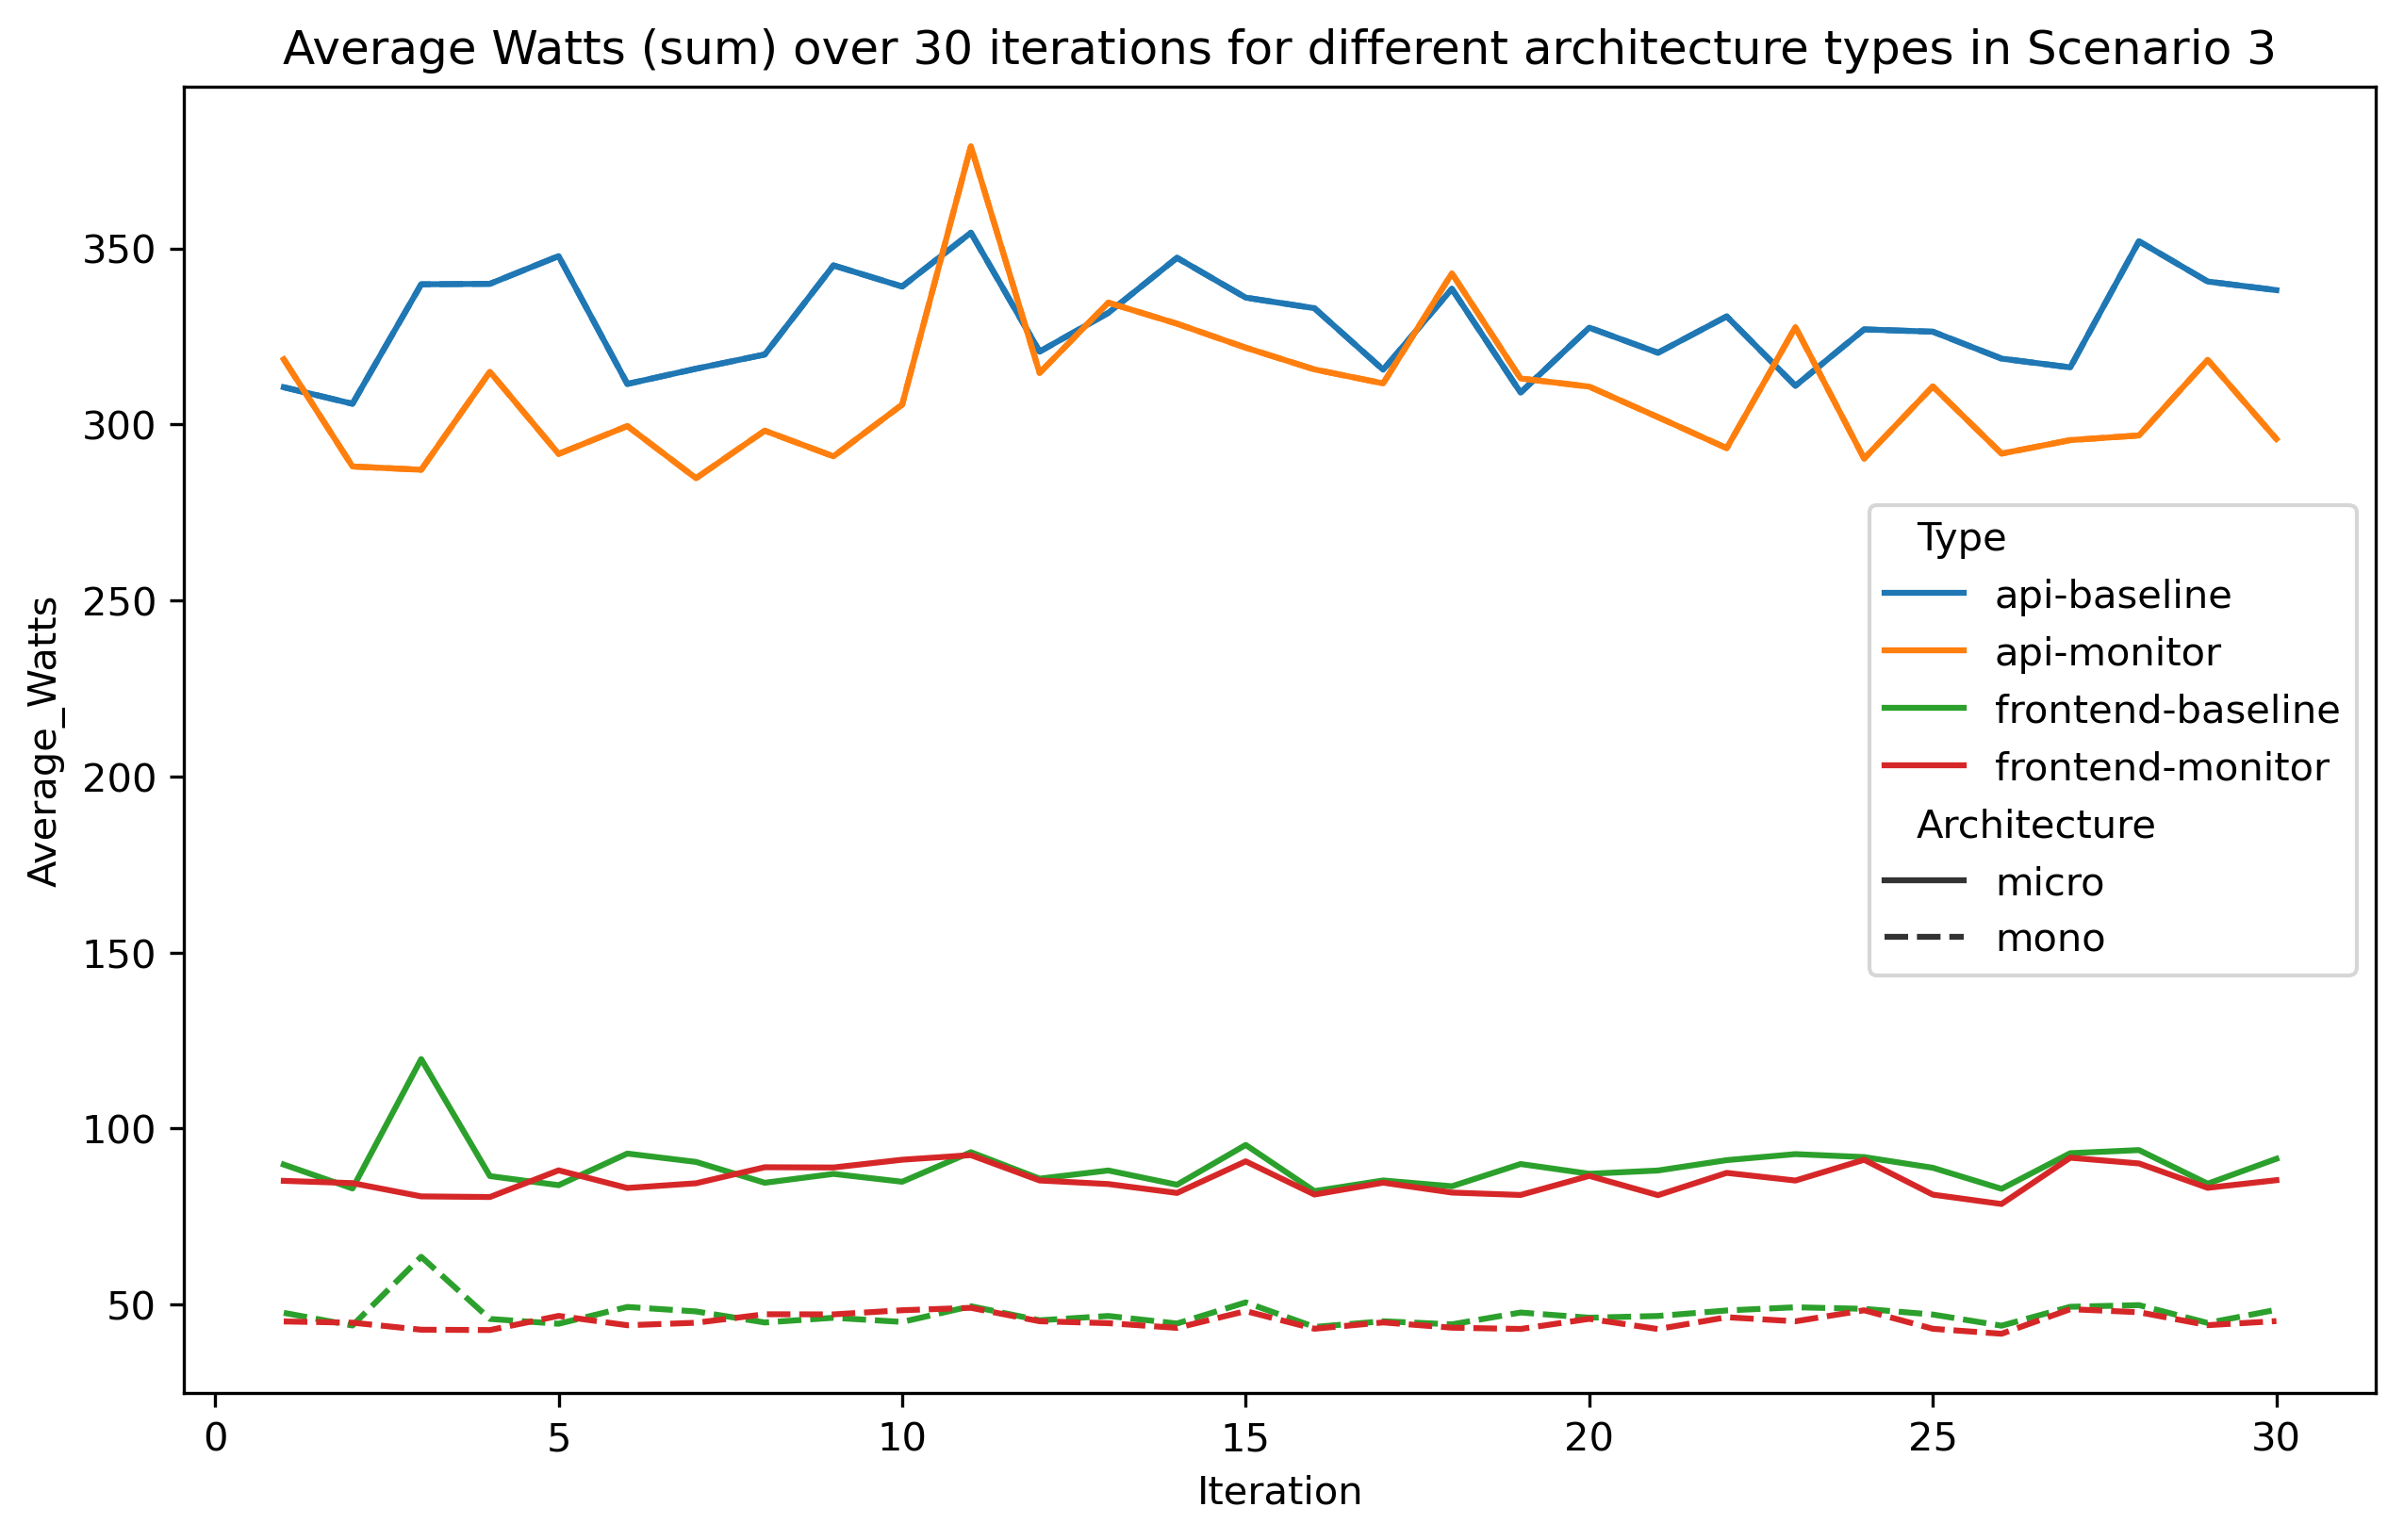 Average Watts (sum) over 30 iterations for different architecture types in Scenario 3
Average_Watts
350
300
250
200
150
100
50
Type
api-baseline
api-monitor
frontend-baseline
frontend-monitor
Architecture
micro
mono
0 5 10 15 20 25 30
Iteration